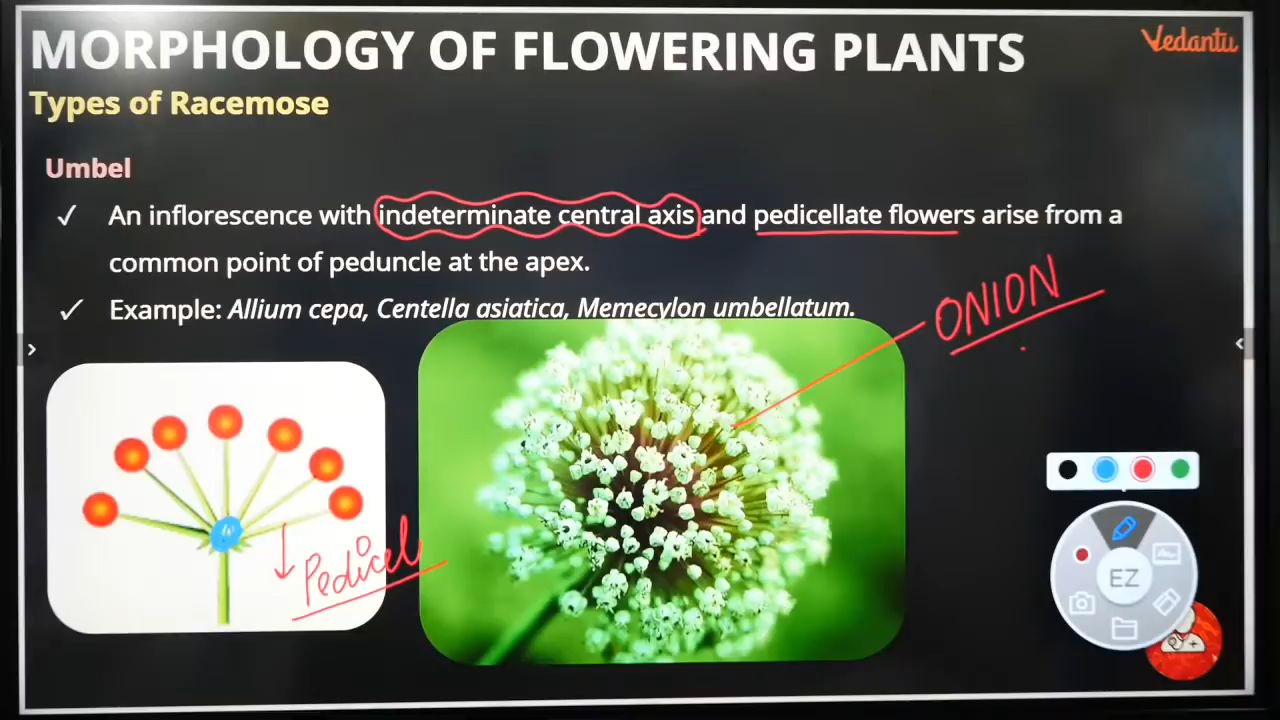 MORPHOLOGY OF FLOWERING PLANTS
Vedantu
Types of Racemose
Umbel
✓ An inflorescence with indeterminate central axis and pedicellate flowers arise from a
common point of peduncle at the apex.
✓ Example: Allium cepa, Centella asiatica, Memecylon umbellatum.
ONION
Pedicel
EZ